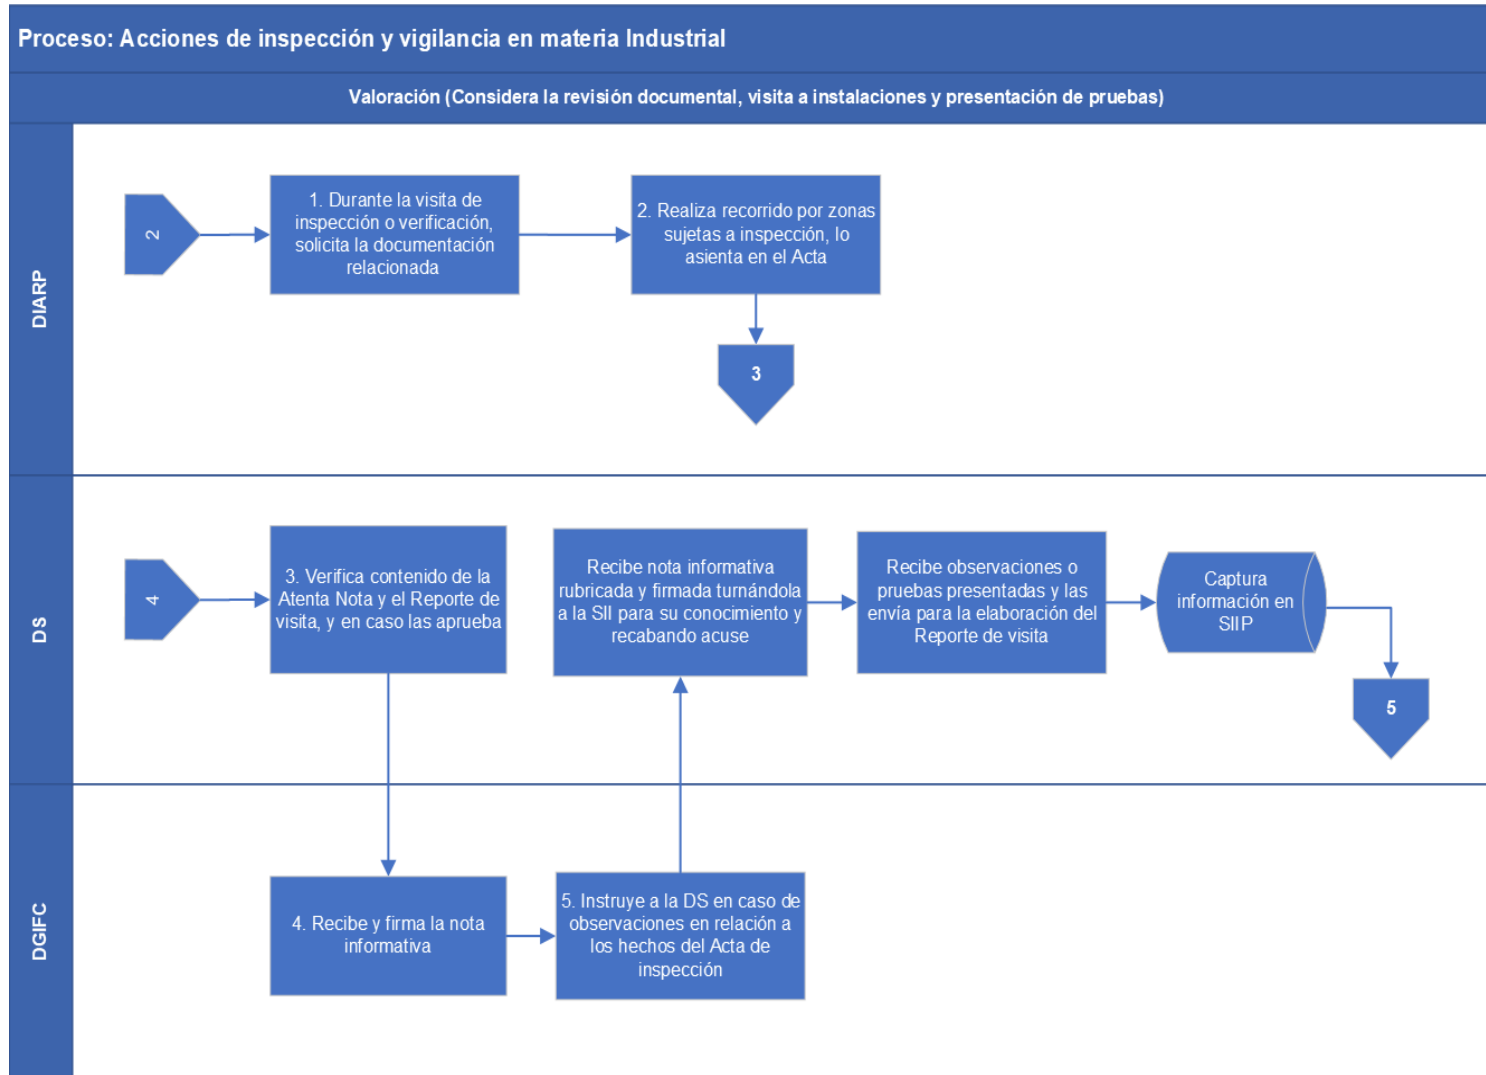 Proceso: Acciones de inspección y vigilancia en materia Industrial
Valoración (Considera la revisión documental, visita a instalaciones y presentación de pruebas)
DIARP
2
1. Durante la visita de
inspección o verificación,
solicita la documentación
relacionada
2. Realiza recorrido por zonas
sujetas a inspección, lo
asienta en el Acta
3
DS
4
3. Verifica contenido de la
Atenta Nota y el Reporte de
visita, y en caso las aprueba
Recibe nota informativa
rubricada y firmada turnándola
a la SII para su conocimiento y
recabando acuse
Recibe observaciones o
pruebas presentadas y las
envía para la elaboración del
Reporte de visita
Captura
información en
SIIP
5
DGIFC
4. Recibe y firma la nota
informativa
5. Instruye a la DS en caso de
observaciones en relación a
los hechos del Acta de
inspección